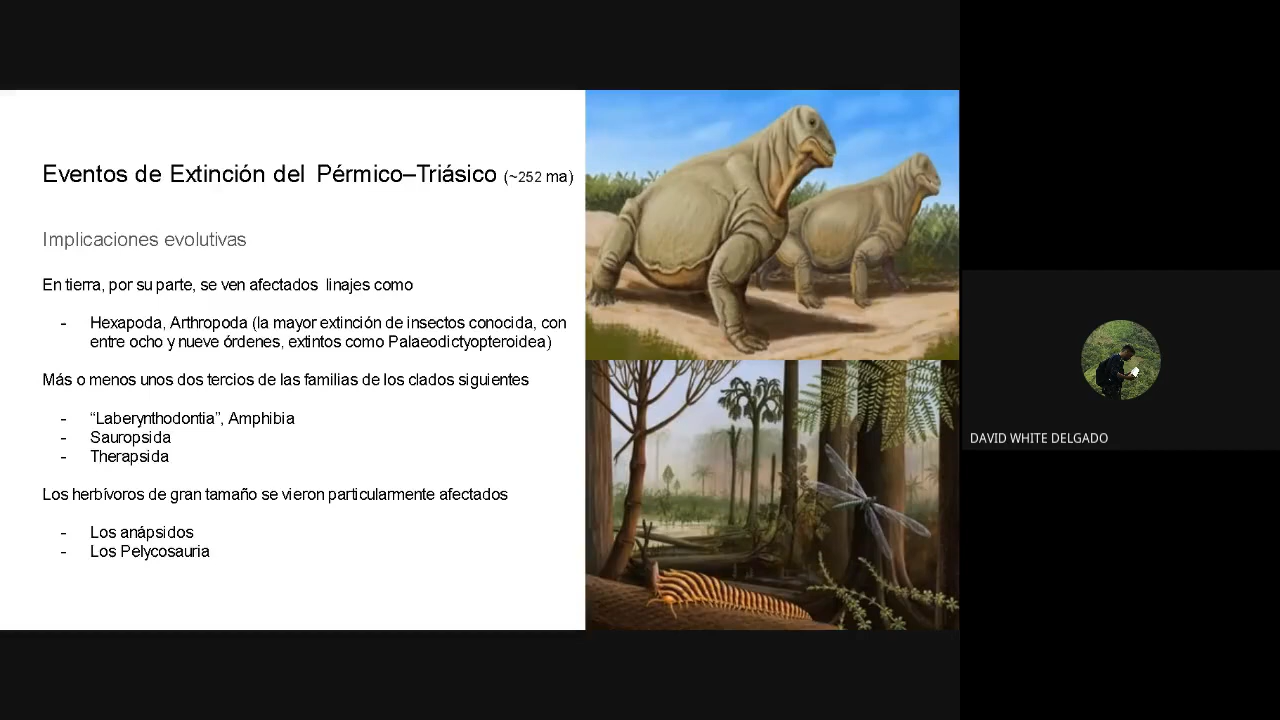 Eventos de Extinción del Pérmico–Triásico (~252 ma)
Implicaciones evolutivas
En tierra, por su parte, se ven afectados linajes como
- Hexapoda, Arthropoda (la mayor extinción de insectos conocida, con
entre ocho y nueve órdenes, extintos como Palaeodictyopteroidea)
Más o menos unos dos tercios de las familias de los clados siguientes
- “Laberynthodontia”, Amphibia
- Sauropsida
- Therapsida
Los herbívoros de gran tamaño se vieron particularmente afectados
- Los anápsidos
- Los Pelycosauria
DAVID WHITE DELGADO